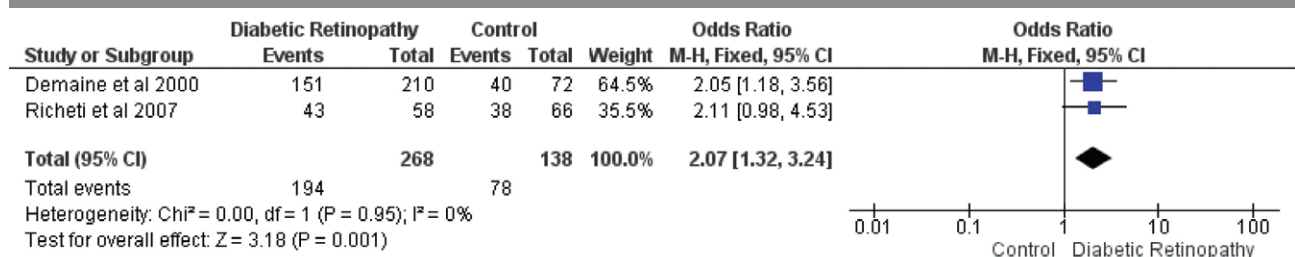 Diabetic Retinopathy Control Odds Ratio Odds Ratio
Study or Subgroup Events Total Events Total Weight M-H, Fixed, 95% CI M-H, Fixed, 95% CI
Demaine et al 2000 151 210 40 72 64.5% 2.05 [1.18, 3.56]
Richeti et al 2007 43 58 38 66 35.5% 2.11 [0.98, 4.53]
Total (95% CI) 268 138 100.0% 2.07 [1.32, 3.24]
Total events 194 78
Heterogeneity: Chi² = 0.00, df = 1 (P = 0.95); I² = 0%
Test for overall effect: Z = 3.18 (P = 0.001)
0.01 0.1 1 10 100
Control Diabetic Retinopathy